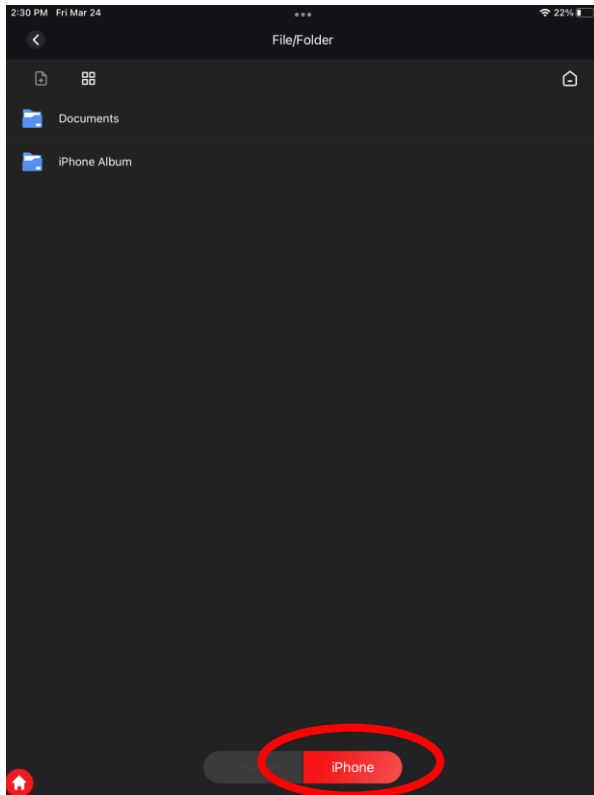 2:30 PM Fri Mar 24
22%
File/Folder
Documents
iPhone Album
iPhone